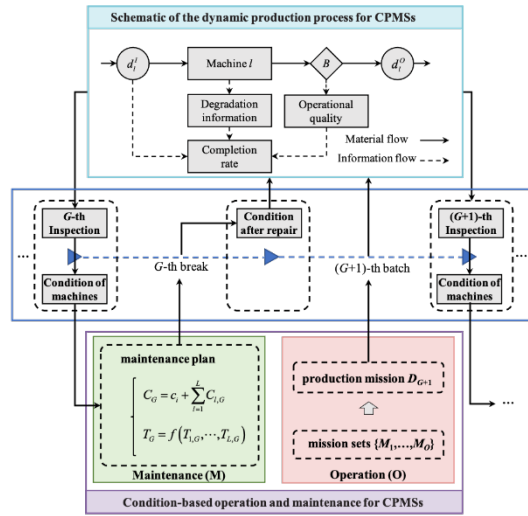 Schematic of the dynamic production process for CPMSs
d_l^I
Machine l
B
d_l^O
Degradation
information
Operational
quality
Completion
rate
Material flow
Information flow
G-th
Inspection
Condition
after repair
(G+1)-th
Inspection
...
G-th break
(G+1)-th batch
...
Condition of
machines
Condition of
machines
maintenance plan
C_G = c_i + \sum_{l=1}^{L} C_{l,G}
T_G = f(T_{1,G},⋯,T_{L,G})
Maintenance (M)
production mission D_{G+1}
mission sets {M_1,…,M_O}
Operation (O)
...
Condition-based operation and maintenance for CPMSs